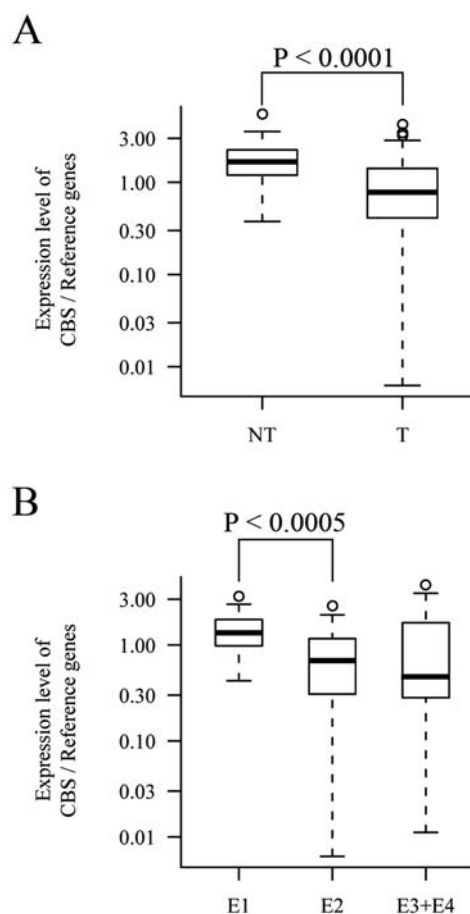 A
P < 0.0001
Expression level of
CBS / Reference genes
3.00
1.00
0.30
0.10
0.03
0.01
NT T
B
P < 0.0005
Expression level of
CBS / Reference genes
3.00
1.00
0.30
0.10
0.03
0.01
E1 E2 E3+E4